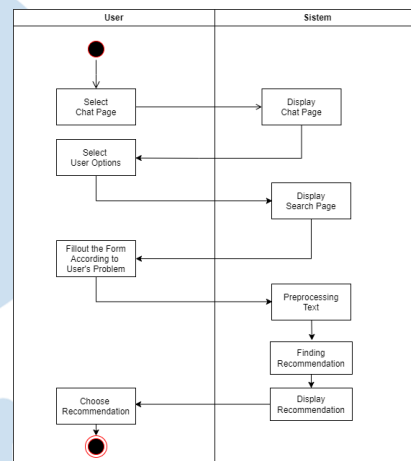 User
Sistem
Select
Chat Page
Display
Chat Page
Select
User Options
Display
Search Page
Fillout the Form
According to
User's Problem
Preprocessing
Text
Finding
Recommendation
Choose
Recommendation
Display
Recommendation